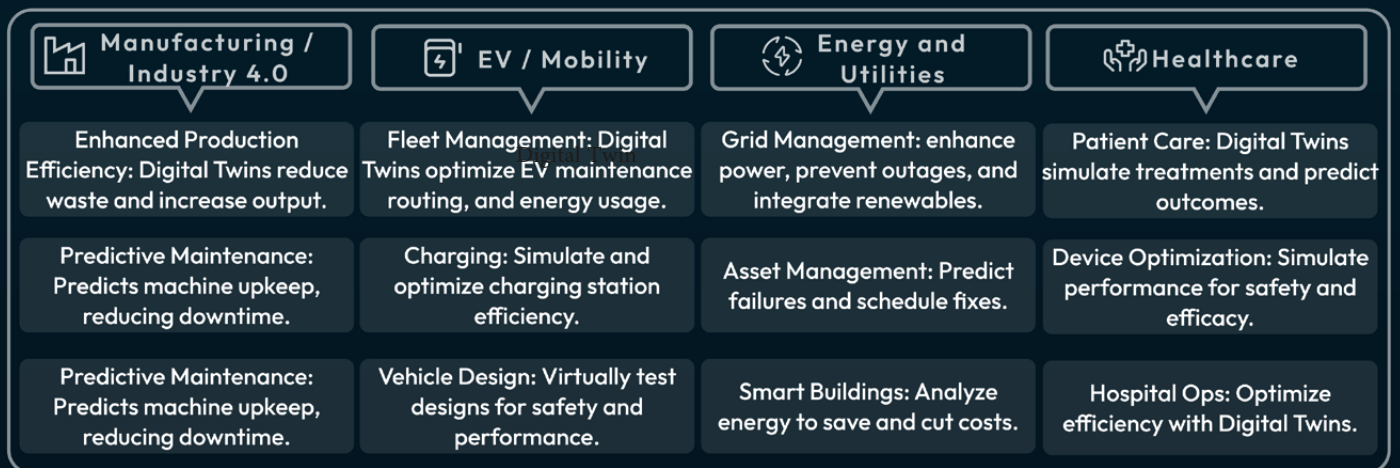 Manufacturing /
Industry 4.0
Enhanced Production
Efficiency: Digital Twins reduce
waste and increase output.
Predictive Maintenance:
Predicts machine upkeep,
reducing downtime.
Predictive Maintenance:
Predicts machine upkeep,
reducing downtime.
EV / Mobility
Fleet Management: Digital
Digital Twin
Twins optimize EV maintenance
routing, and energy usage.
Charging: Simulate and
optimize charging station
efficiency.
Vehicle Design: Virtually test
designs for safety and
performance.
Energy and
Utilities
Grid Management: enhance
power, prevent outages, and
integrate renewables.
Asset Management: Predict
failures and schedule fixes.
Smart Buildings: Analyze
energy to save and cut costs.
Healthcare
Patient Care: Digital Twins
simulate treatments and predict
outcomes.
Device Optimization: Simulate
performance for safety and
efficacy.
Hospital Ops: Optimize
efficiency with Digital Twins.